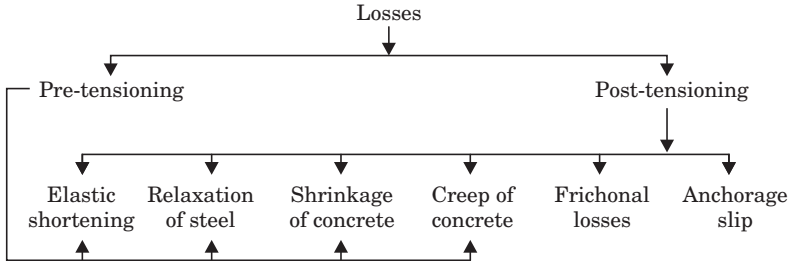 Losses
Pre-tensioning
Post-tensioning
Elastic
shortening
Relaxation
of steel
Shrinkage
of concrete
Creep of
concrete
Frichonal
losses
Anchorage
slip